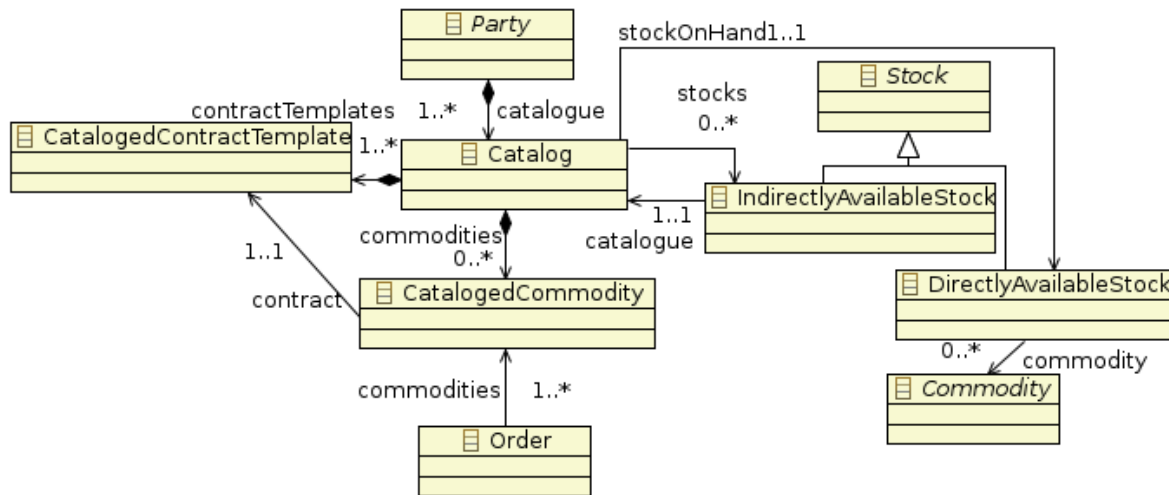 Party
stockOnHand1..1
Stock
contractTemplates
1..*
catalogue
stocks
0..*
CatalogedContractTemplate
1..*
Catalog
IndirectlyAvailableStock
1..1
catalogue
commodities
0..*
1..1
contract
CatalogedCommodity
DirectlyAvailableStock
0..*
commodity
commodities
1..*
Commodity
Order